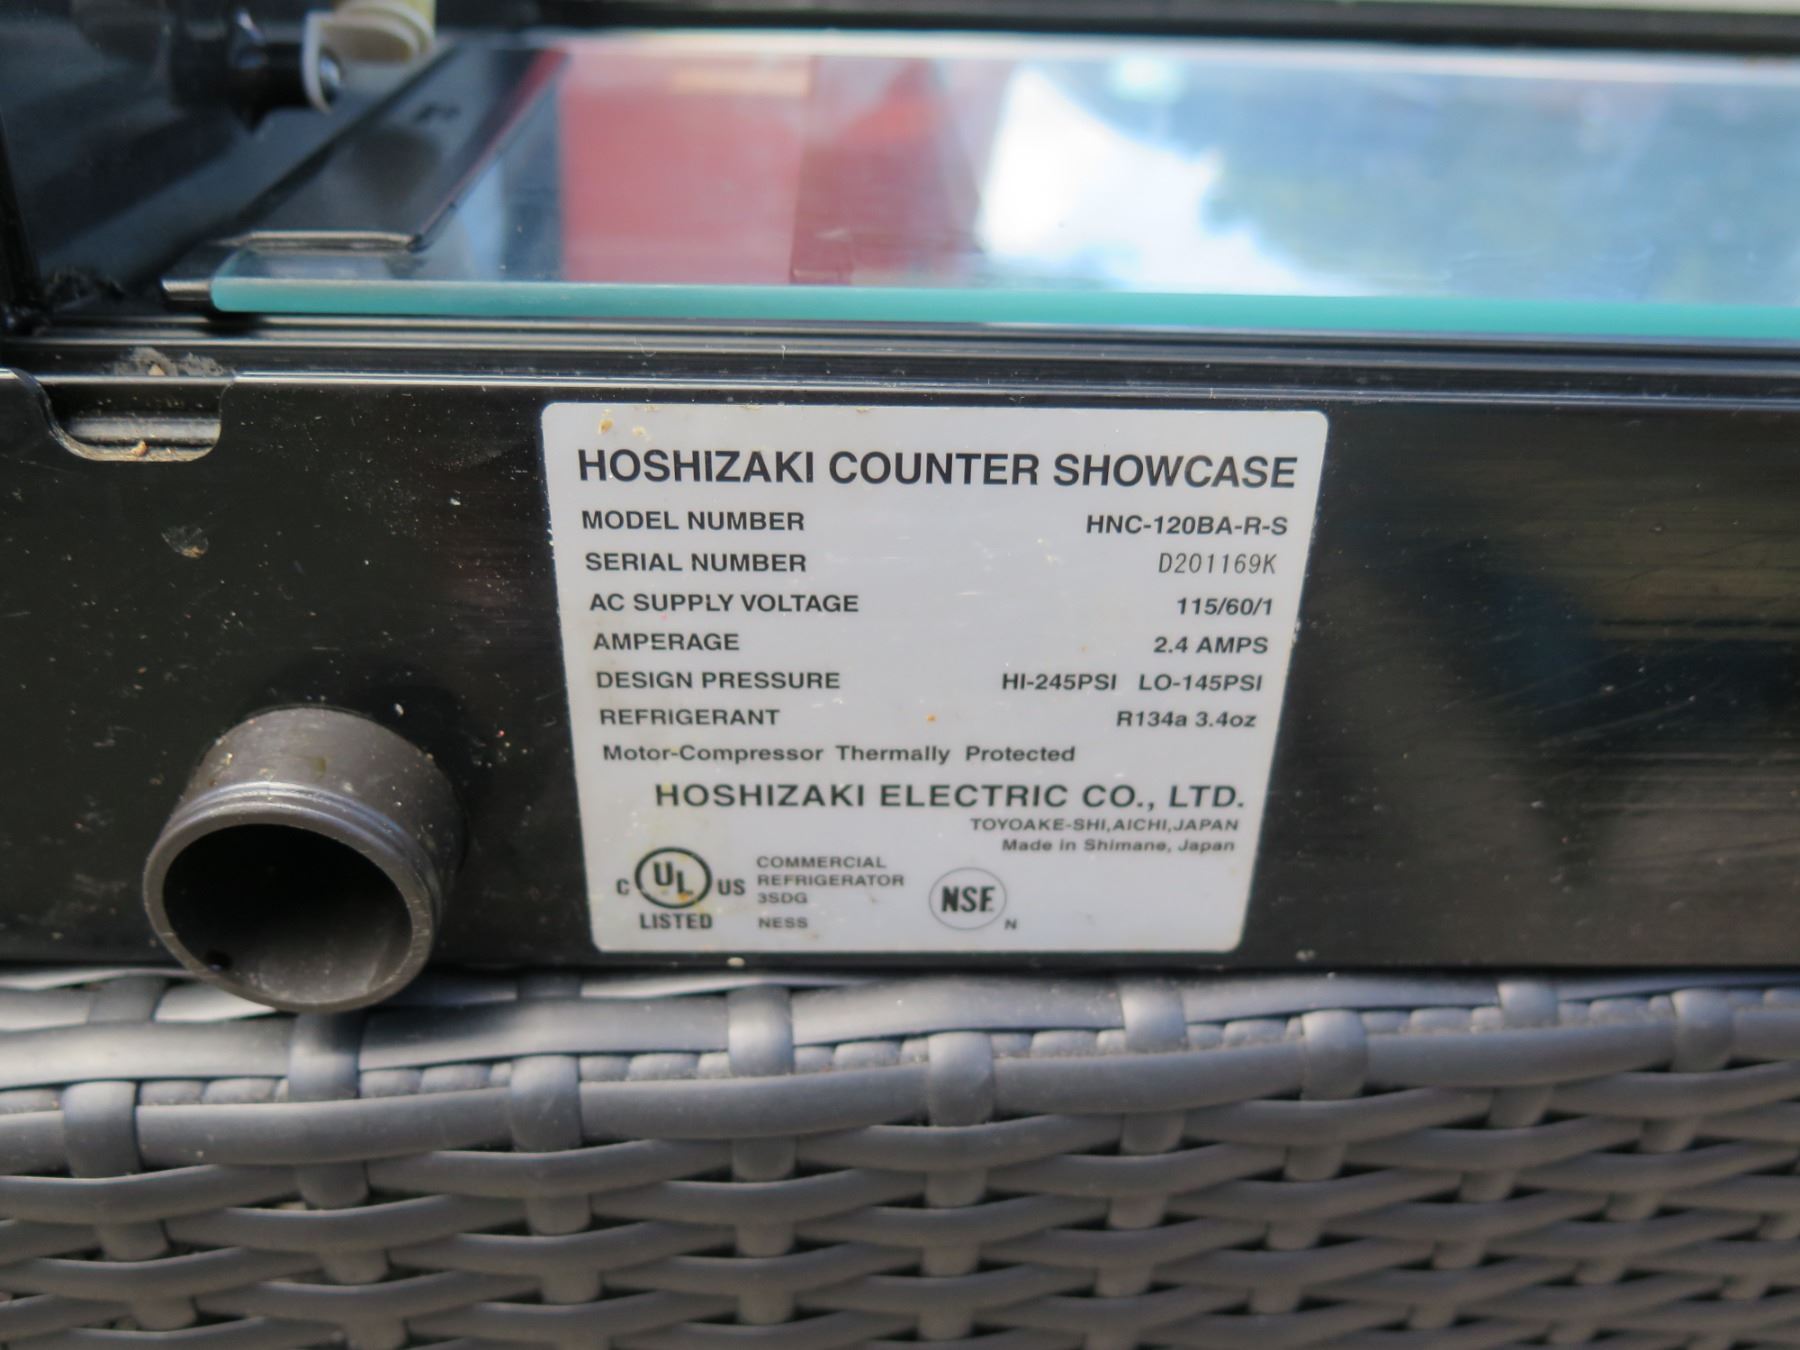 HOSHIZAKI COUNTER SHOWCASE
MODEL NUMBER HNC-120BA-R-S
SERIAL NUMBER D201169K
AC SUPPLY VOLTAGE 115/60/1
AMPERAGE 2.4 AMPS
DESIGN PRESSURE HI-245PSI LO-145PSI
REFRIGERANT R134a 3.4oz
Motor-Compressor Thermally Protected
HOSHIZAKI ELECTRIC CO., LTD.
TOYOAKE-SHI,AICHI,JAPAN
Made in Shimane, Japan
C UL US
LISTED
COMMERCIAL
REFRIGERATOR
3SDG
NESS
NSF
N